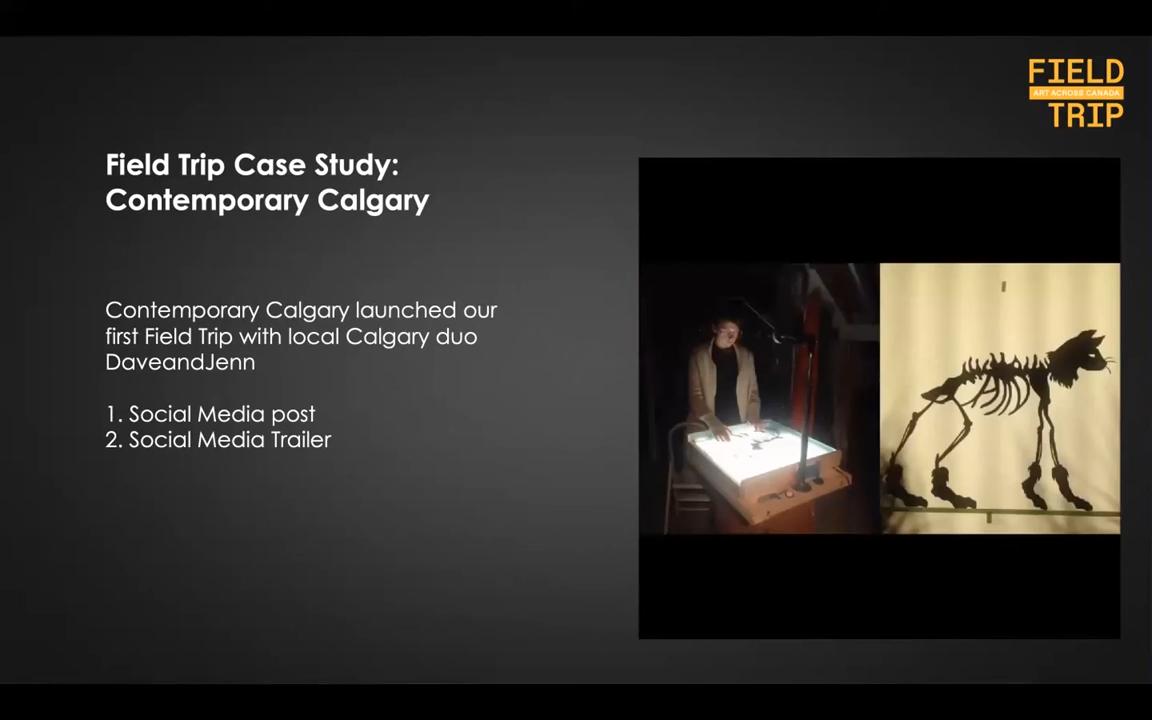 FIELD
ART ACROSS CANADA
TRIP
Field Trip Case Study:
Contemporary Calgary
Contemporary Calgary launched our
first Field Trip with local Calgary duo
DaveandJenn
1. Social Media post
2. Social Media Trailer